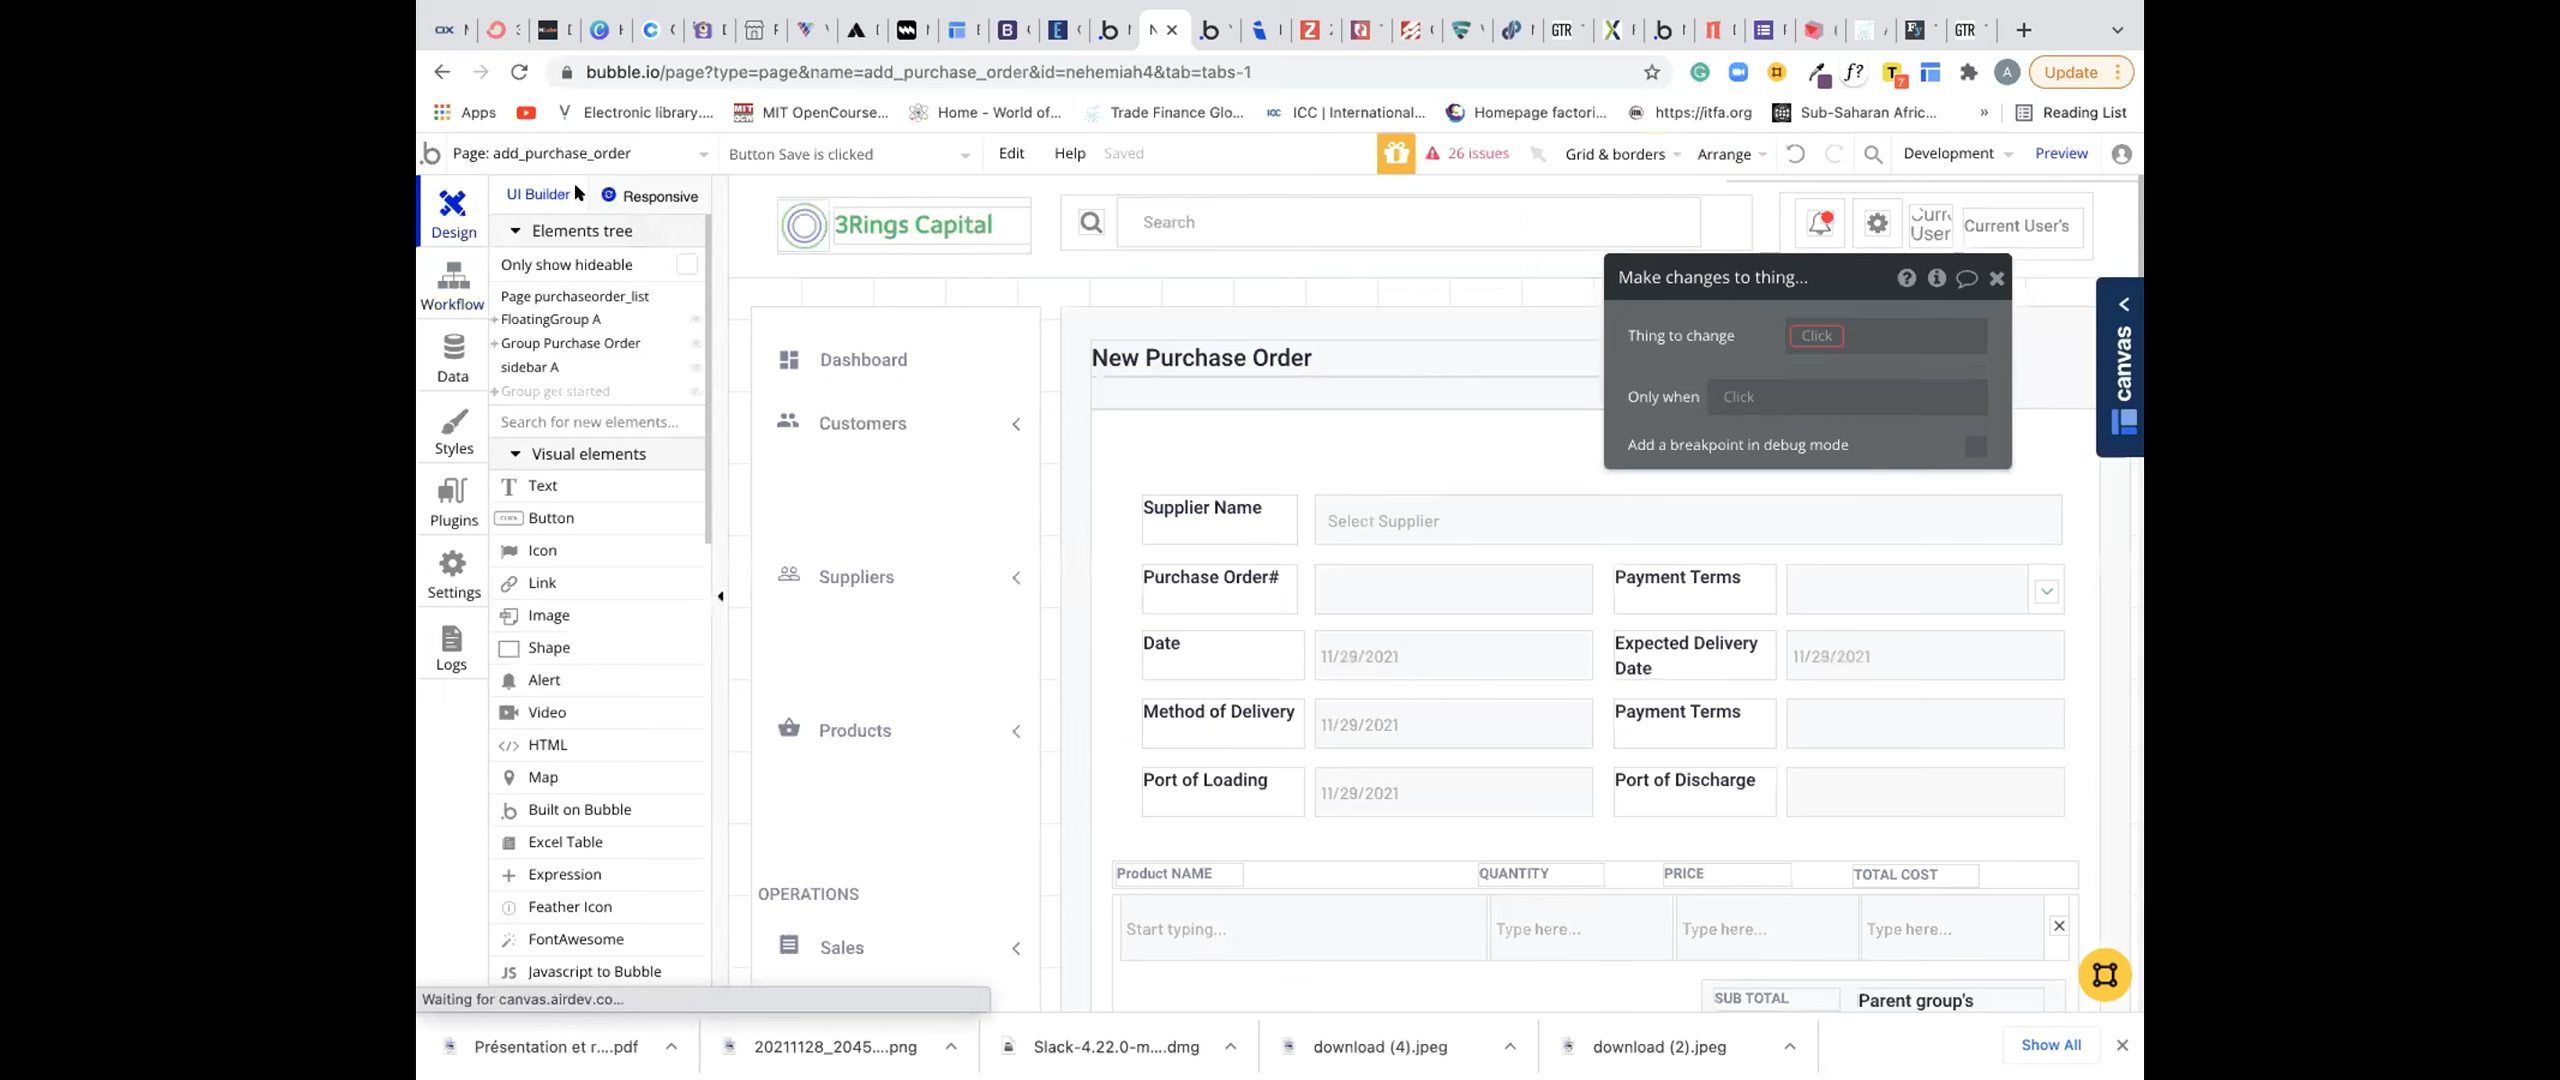 bubble.io/page?type=page&name=add_purchase_order&id=nehemiah4&tab=tabs-1
A
7
Update
Apps
Electronic library....
MIT OpenCourse...
Home - World of...
Trade Finance Glo...
ICC | International...
Homepage factori...
https://itfa.org
Sub-Saharan Afric...
»
Reading List
Page: add_purchase_order
Button Save is clicked
Edit
Help
Saved
26 issues
Grid & borders
Arrange
Development
Preview
Design
Workflow
Data
Styles
Plugins
Settings
Logs
UI Builder
Responsive
Elements tree
Only show hideable
Page purchaseorder_list
FloatingGroup A
Group Purchase Order
sidebar A
Group get started
Search for new elements...
Visual elements
Text
Button
Icon
Link
Image
Shape
Alert
Video
HTML
Map
Built on Bubble
Excel Table
Expression
Feather Icon
FontAwesome
JS Javascript to Bubble
Waiting for canvas.airdev.co...
3Rings Capital
Search
Current User's
Make changes to thing...
Thing to change
Click
Only when
Click
Add a breakpoint in debug mode
canvas
Dashboard
Customers
Suppliers
Products
OPERATIONS
Sales
New Purchase Order
Supplier Name
Select Supplier
Purchase Order#
Payment Terms
Date
11/29/2021
Expected Delivery
Date
11/29/2021
Method of Delivery
11/29/2021
Payment Terms
Port of Loading
11/29/2021
Port of Discharge
Product NAME
QUANTITY
PRICE
TOTAL COST
Start typing...
Type here...
Type here...
Type here...
SUB TOTAL
Parent group's
Présentation et r....pdf
20211128_2045....png
Slack-4.22.0-m....dmg
download (4).jpeg
download (2).jpeg
Show All